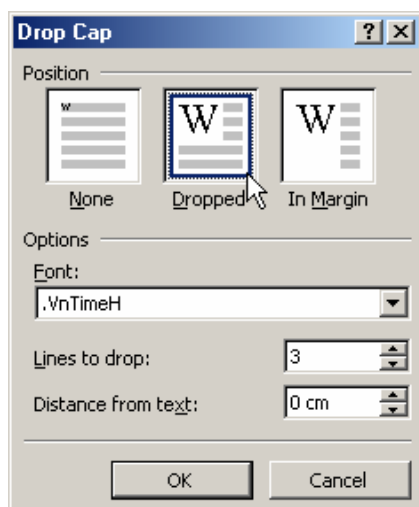 Drop Cap
Position
W W W
None Dropped In Margin
Options
Font:
.VnTimeH
Lines to drop: 3
Distance from text: 0 cm
OK Cancel